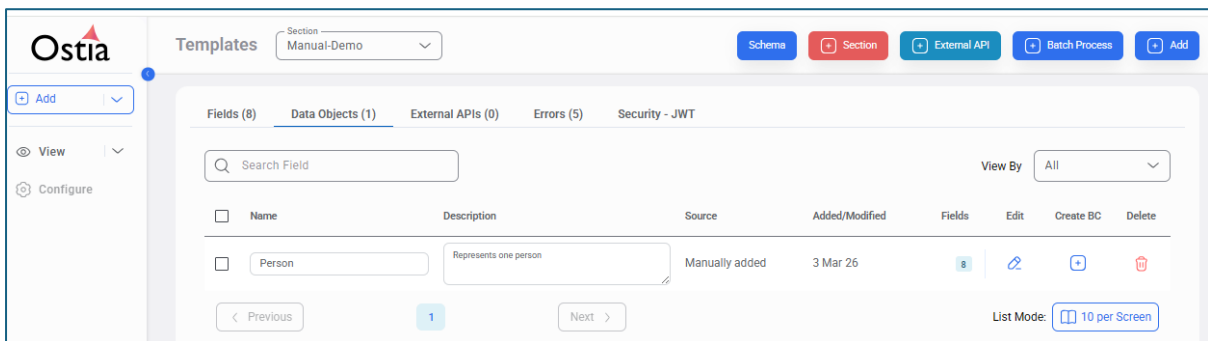 Ostia
Templates
Section
Manual-Demo
Schema
Section
External API
Batch Process
Add
Add
View
Configure
Fields (8)
Data Objects (1)
External APIs (0)
Errors (5)
Security - JWT
Search Field
View By
All
Name
Description
Source
Added/Modified
Fields
Edit
Create BC
Delete
Person
Represents one person
Manually added
3 Mar 26
8
Previous
1
Next
List Mode:
10 per Screen